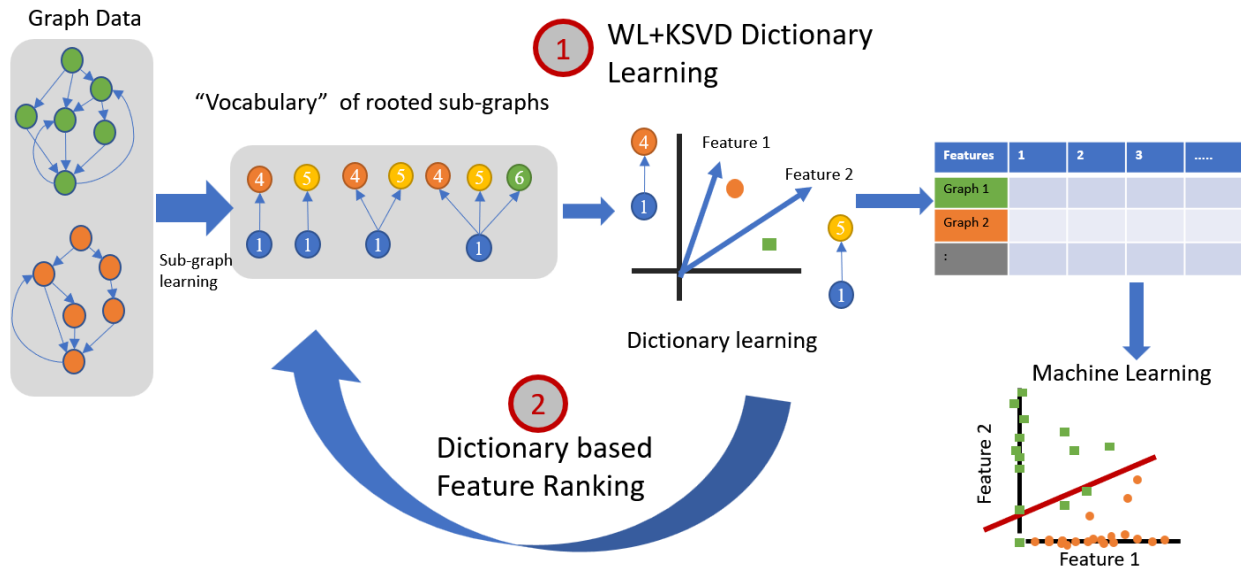 Graph Data
1
WL+KSVD Dictionary
Learning
“Vocabulary” of rooted sub-graphs
4 5 4 5 4 5 6
1 1 1 1
Sub-graph
learning
4
1
Feature 1
Feature 2
5
1
Dictionary learning
Features 1 2 3 .....
Graph 1
Graph 2
:
2
Dictionary based
Feature Ranking
Machine Learning
Feature 2
Feature 1